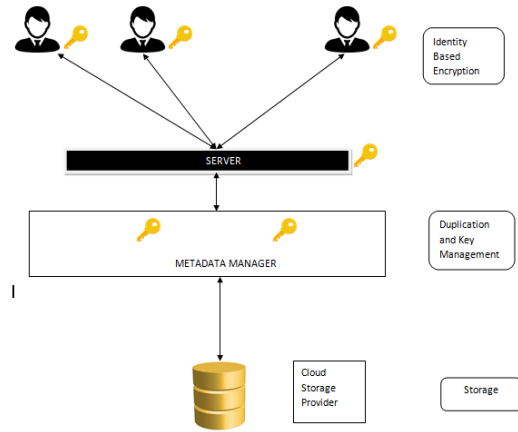 Identity
Based
Encryption
SERVER
Duplication
and Key
Management
METADATA MANAGER
Cloud
Storage
Provider
Storage